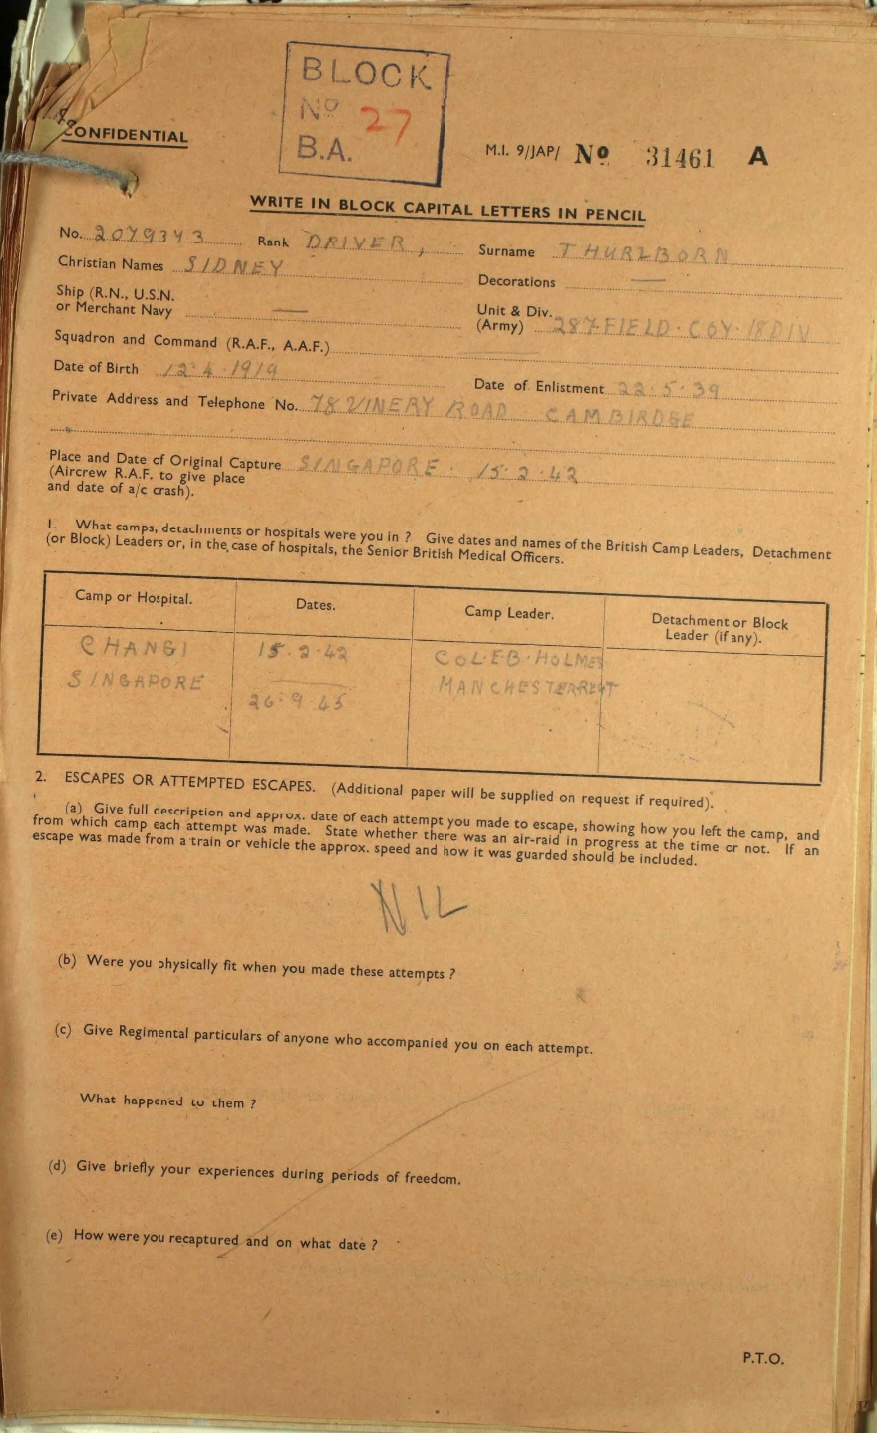 BLOCK
No 27
B.A.
CONFIDENTIAL
M.I. 9/JAP/ No 31461 A
WRITE IN BLOCK CAPITAL LETTERS IN PENCIL
No. 2079343 Rank DRIVER, Surname THURLBORN
Christian Names SIDNEY Decorations —
Ship (R.N., U.S.N.
or Merchant Navy —
Unit & Div.
(Army) 287·FIELD·COY·18DIV
Squadron and Command (R.A.F., A.A.F.)
Date of Birth 12·4·1919 Date of Enlistment 22·5·39
Private Address and Telephone No. 78 VINERY ROAD CAMBIRDGE
Place and Date of Original Capture SINGAPORE· 15·2·42
(Aircrew R.A.F. to give place
and date of a/c crash).
1. What camps, detachments or hospitals were you in ? Give dates and names of the British Camp Leaders, Detachment
(or Block) Leaders or, in the case of hospitals, the Senior British Medical Officers.
Camp or Hospital. Dates. Camp Leader. Detachment or Block
Leader (if any).
CHANGI 15·2·42 COL·E·B·HOLMES
SINGAPORE — MANCHESTER·REGT
26·9·45
2. ESCAPES OR ATTEMPTED ESCAPES. (Additional paper will be supplied on request if required).
(a) Give full description and approx. date of each attempt you made to escape, showing how you left the camp, and
from which camp each attempt was made. State whether there was an air-raid in progress at the time or not. If an
escape was made from a train or vehicle the approx. speed and how it was guarded should be included.
NIL
(b) Were you physically fit when you made these attempts ?
(c) Give Regimental particulars of anyone who accompanied you on each attempt.
What happened to them ?
(d) Give briefly your experiences during periods of freedom.
(e) How were you recaptured and on what date ?
P.T.O.